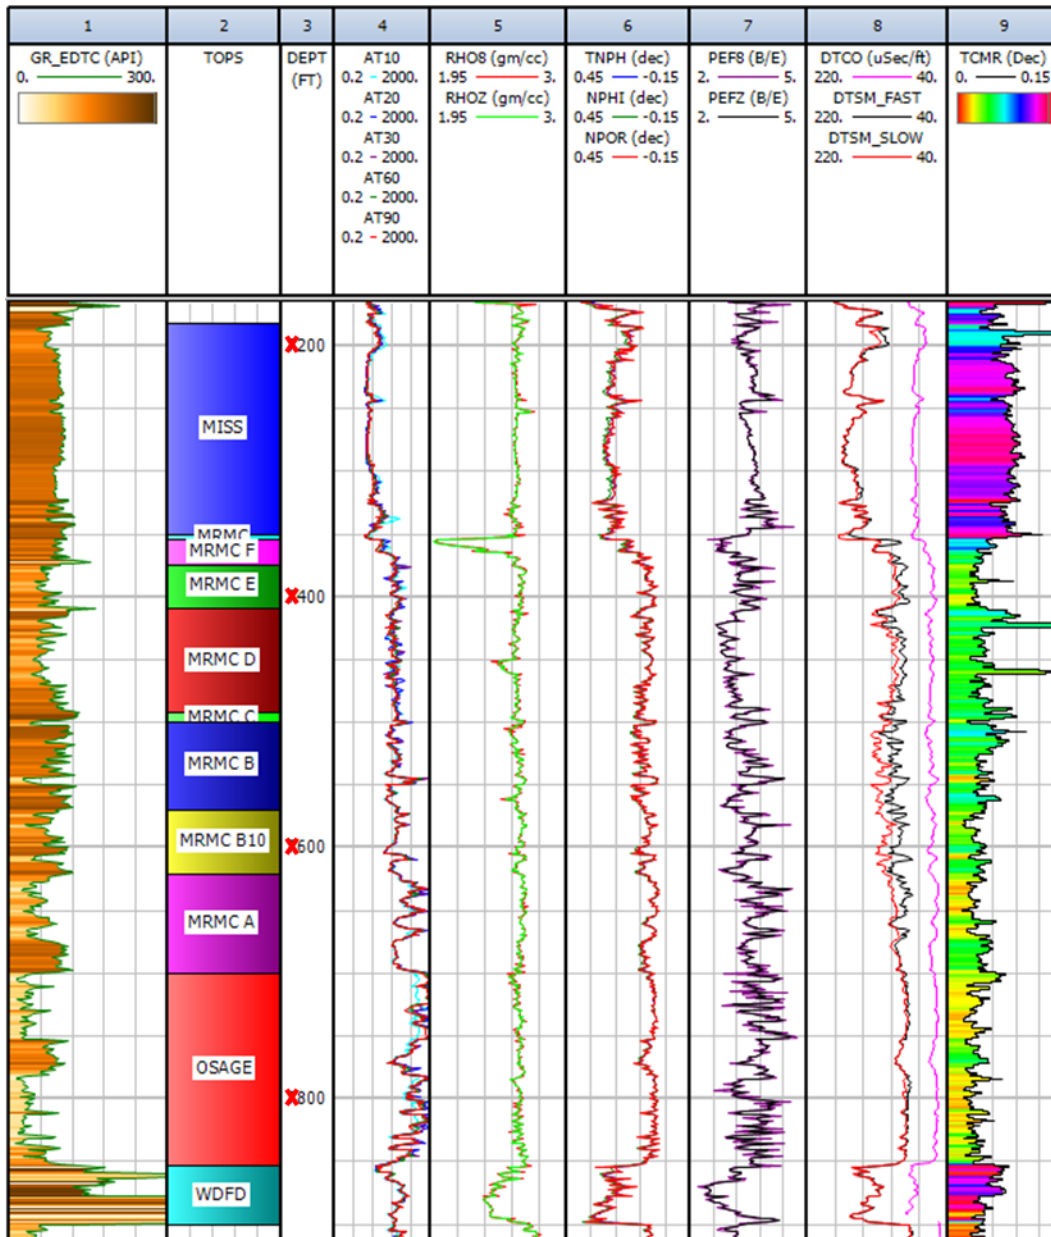 1 2 3 4 5 6 7 8 9
GR_EDTC (API)
0. 300.
TOPS
DEPT
(FT)
AT10
0.2 2000.
AT20
0.2 2000.
AT30
0.2 2000.
AT60
0.2 2000.
AT90
0.2 2000.
RHO8 (gm/cc)
1.95 3.
RHOZ (gm/cc)
1.95 3.
TNPH (dec)
0.45 -0.15
NPHI (dec)
0.45 -0.15
NPOR (dec)
0.45 -0.15
PEF8 (B/E)
2. 5.
PEFZ (B/E)
2. 5.
DTCO (uSec/ft)
220. 40.
DTSM_FAST
220. 40.
DTSM_SLOW
220. 40.
TCMR (Dec)
0. 0.15
200
MISS
MRMC
MRMC F
MRMC E
400
MRMC D
MRMC C
MRMC B
MRMC B10
600
MRMC A
OSAGE
800
WDFD